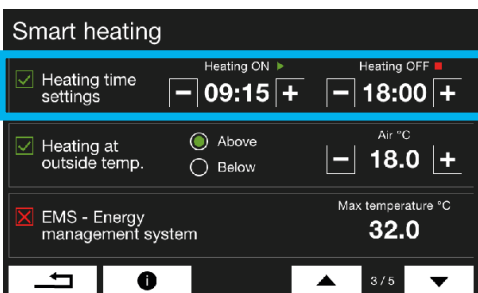 Smart heating
Heating ON Heating OFF
Heating time
settings
− 09:15 + − 18:00 +
Heating at
outside temp.
Above
Below
Air °C
− 18.0 +
EMS - Energy
management system
Max temperature °C
32.0
3/5